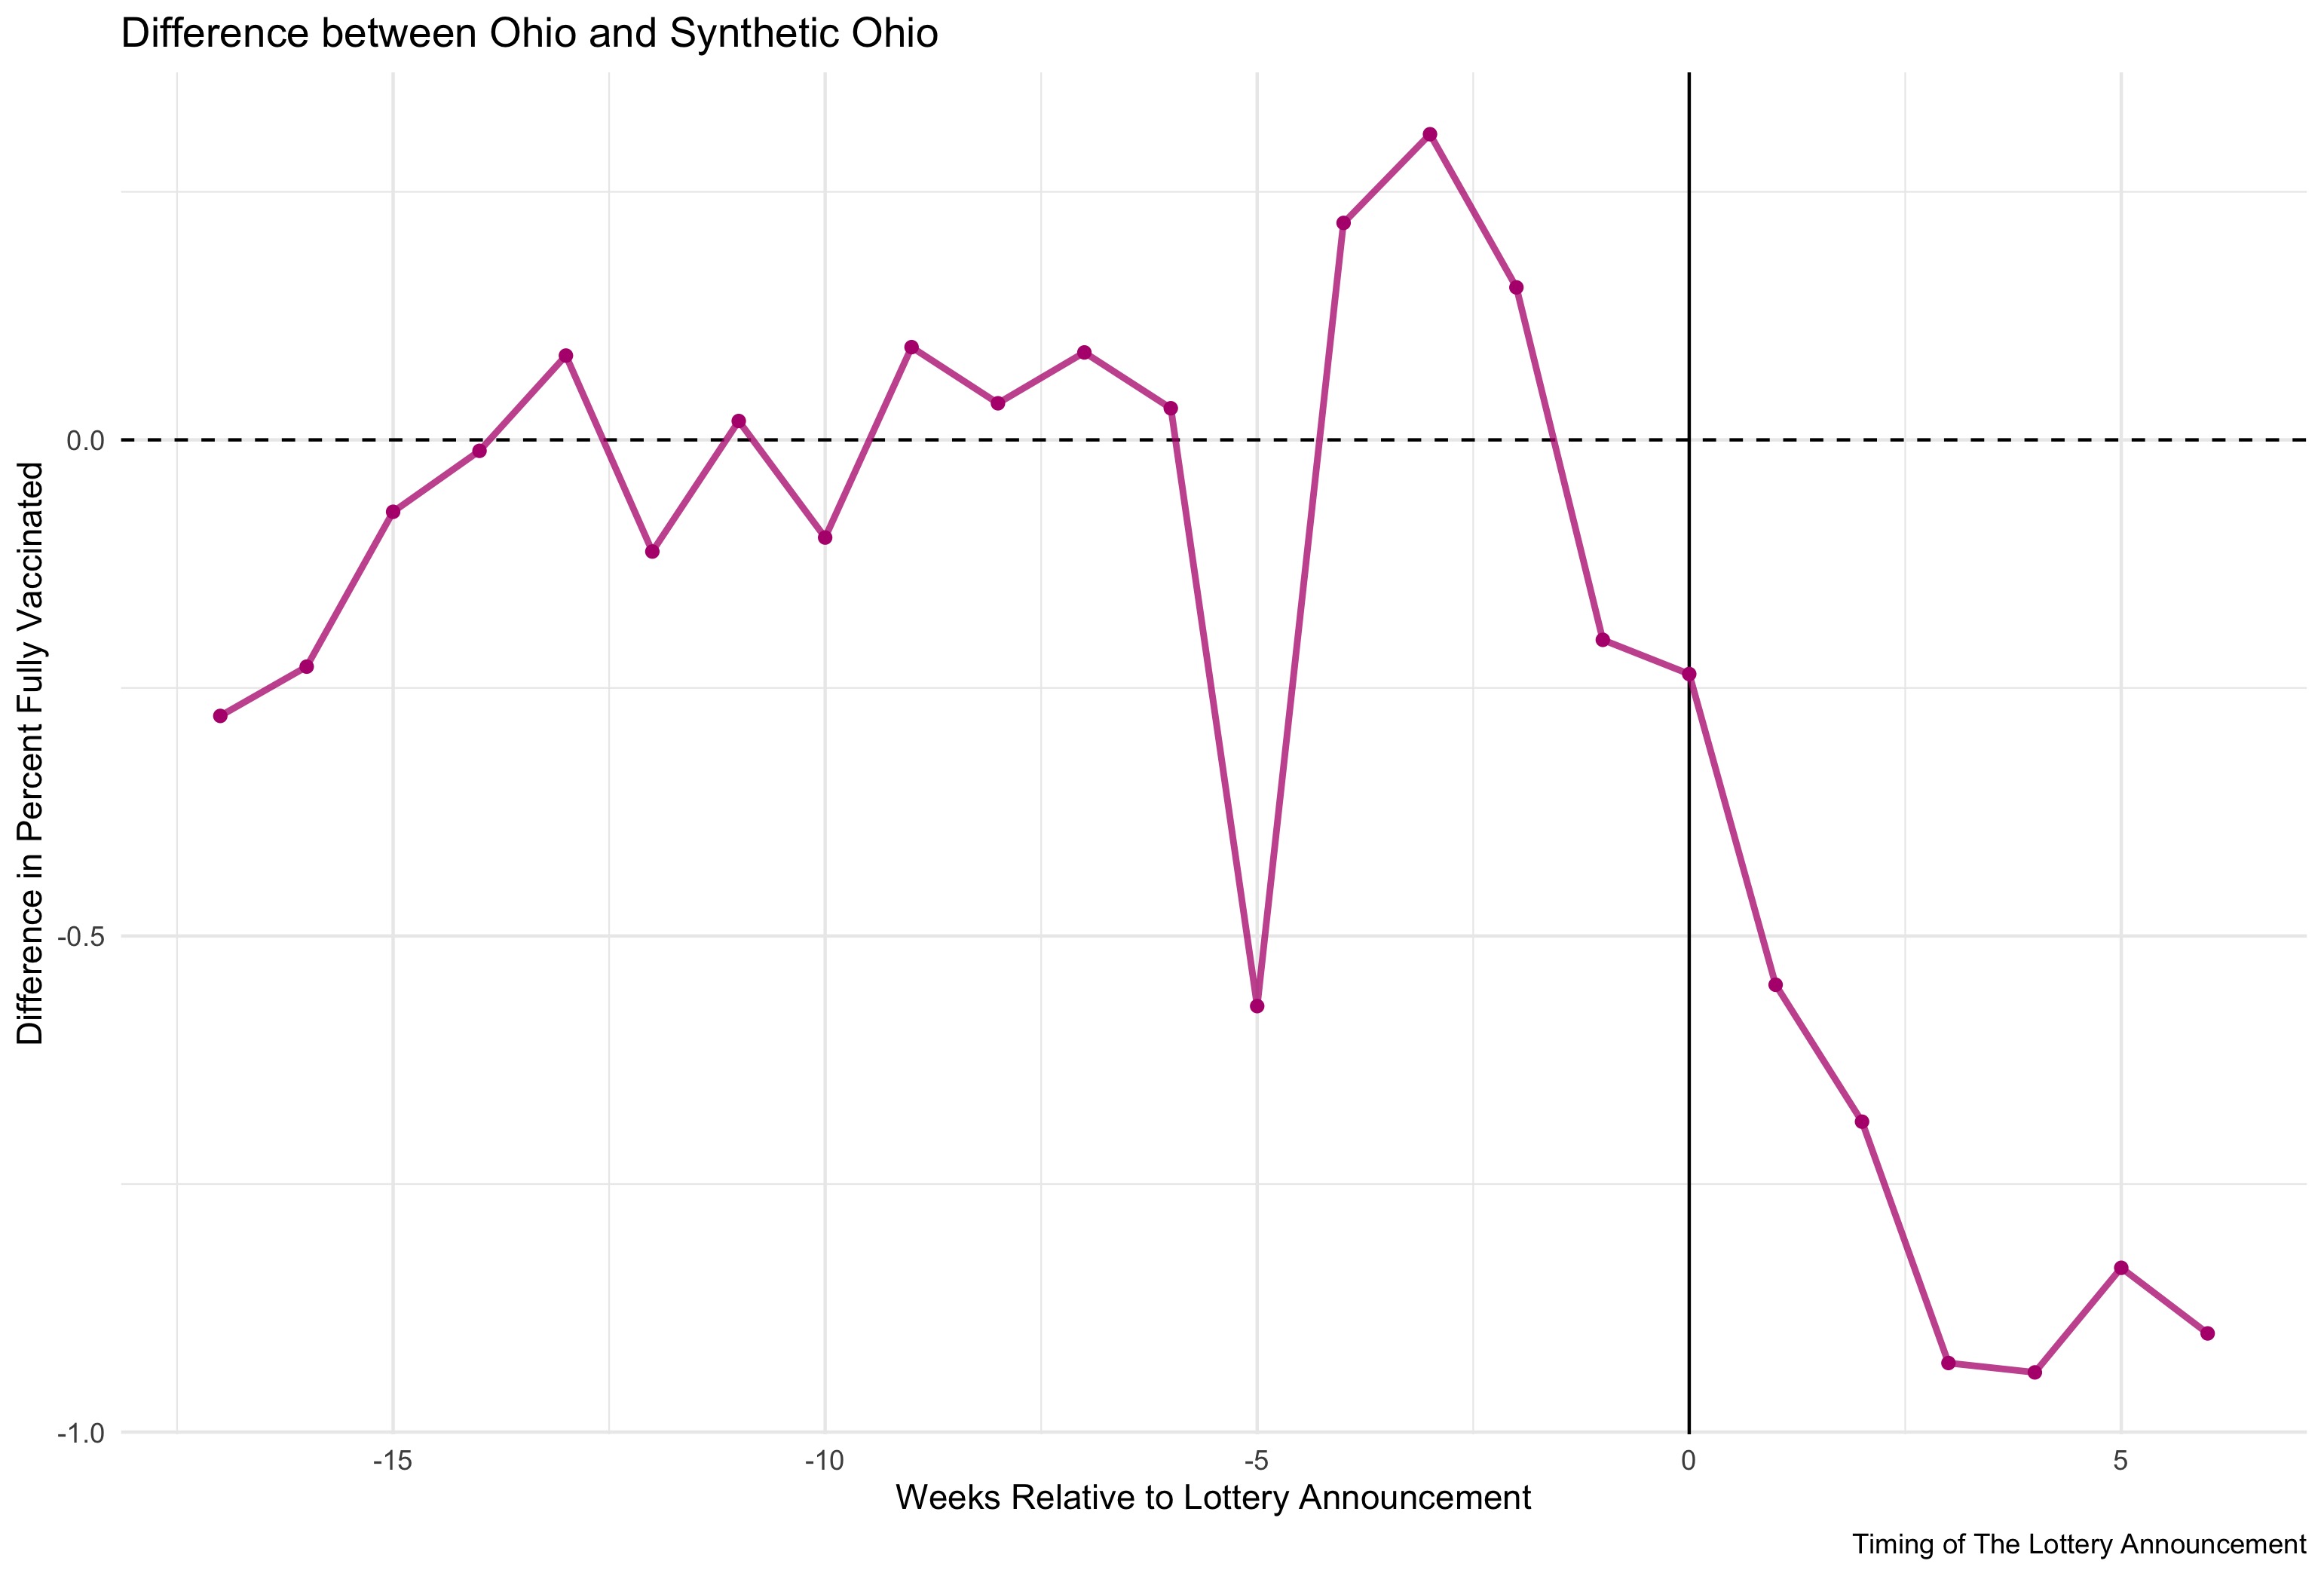 Difference between Ohio and Synthetic Ohio
Difference in Percent Fully Vaccinated
0.0
-0.5
-1.0
-15
-10
-5
0
5
Weeks Relative to Lottery Announcement
Timing of The Lottery Announcement